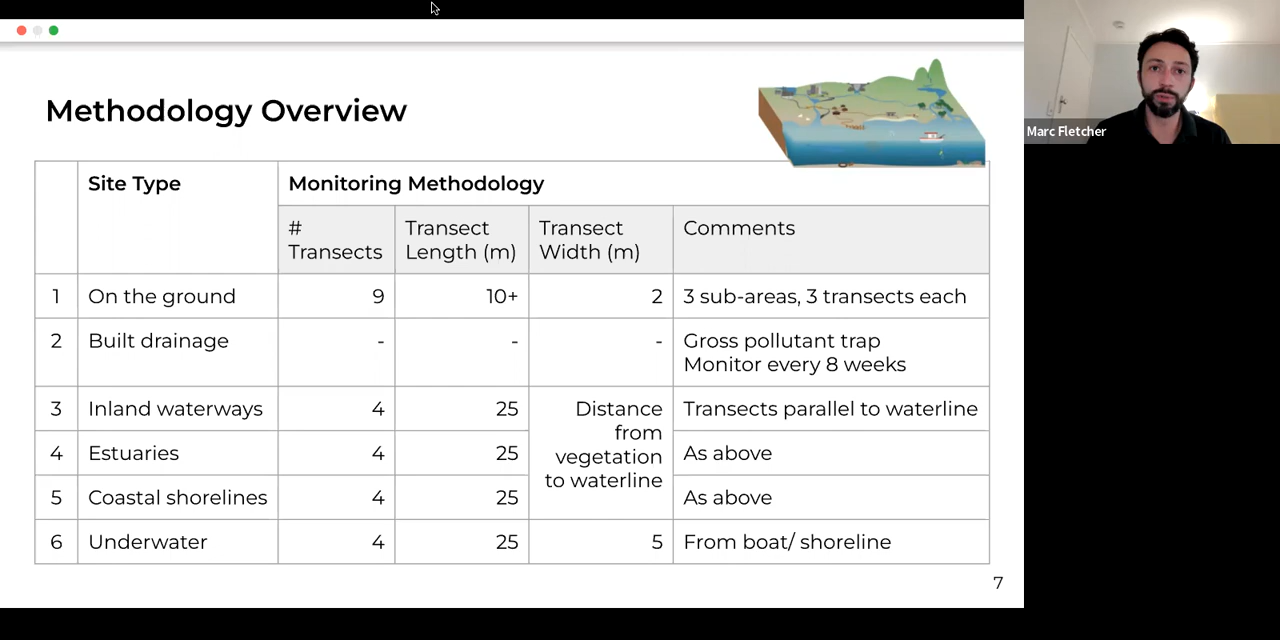 Methodology Overview
Marc Fletcher
Site Type
Monitoring Methodology
#
Transects
Transect
Length (m)
Transect
Width (m)
Comments
1 On the ground 9 10+ 2 3 sub-areas, 3 transects each
2 Built drainage - - - Gross pollutant trap
Monitor every 8 weeks
3 Inland waterways 4 25 Distance Transects parallel to waterline
from
vegetation
to waterline
4 Estuaries 4 25 As above
5 Coastal shorelines 4 25 As above
6 Underwater 4 25 5 From boat/ shoreline
7